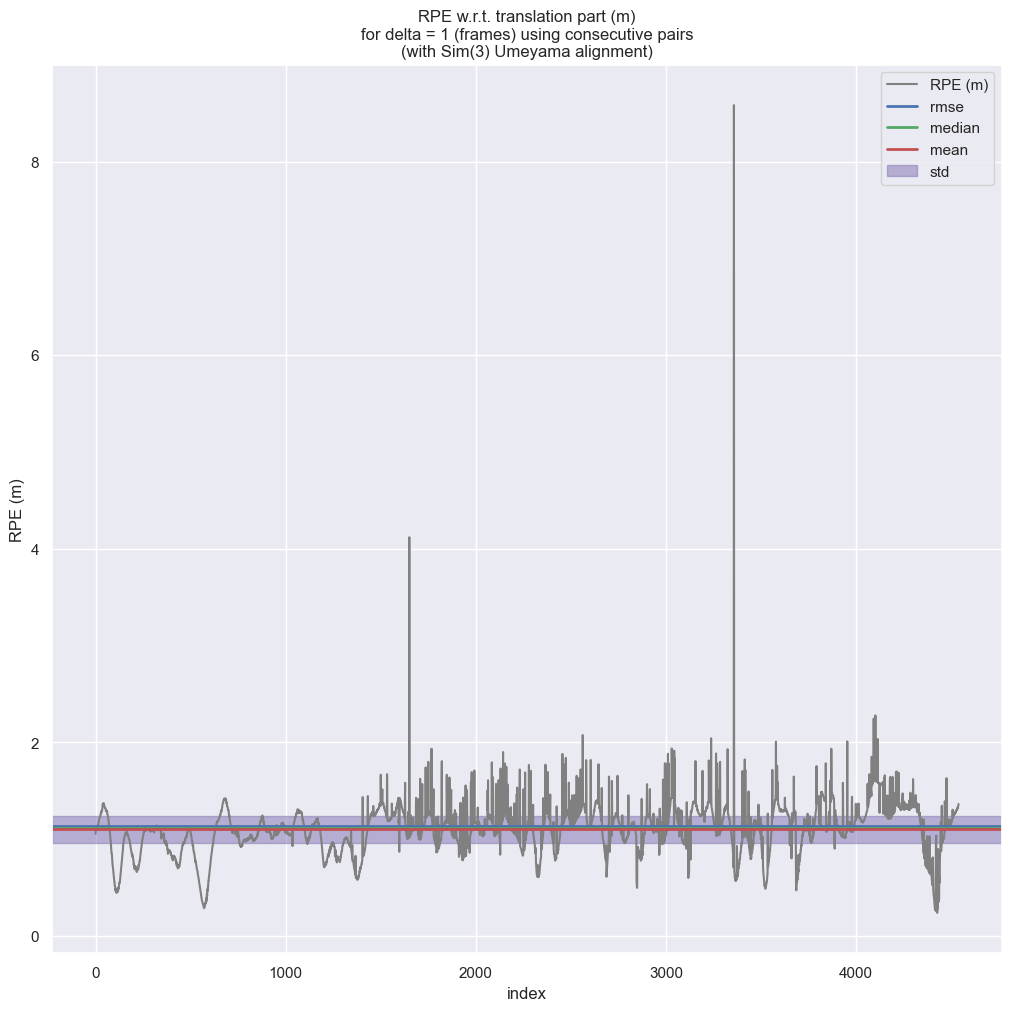 RPE w.r.t. translation part (m)
for delta = 1 (frames) using consecutive pairs
(with Sim(3) Umeyama alignment)
RPE (m)
rmse
median
mean
std
8
6
4
2
0
RPE (m)
0
1000
2000
3000
4000
index